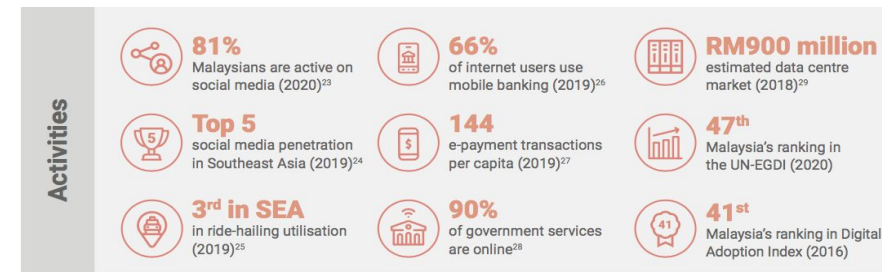 Activities
81%
Malaysians are active on
social media (2020)23
66%
of internet users use
mobile banking (2019)26
RM900 million
estimated data centre
market (2018)29
5
Top 5
social media penetration
in Southeast Asia (2019)24
$
144
e-payment transactions
per capita (2019)27
47th
Malaysia's ranking in
the UN-EGDI (2020)
3rd in SEA
in ride-hailing utilisation
(2019)25
90%
of government services
are online28
41
41st
Malaysia's ranking in Digital
Adoption Index (2016)